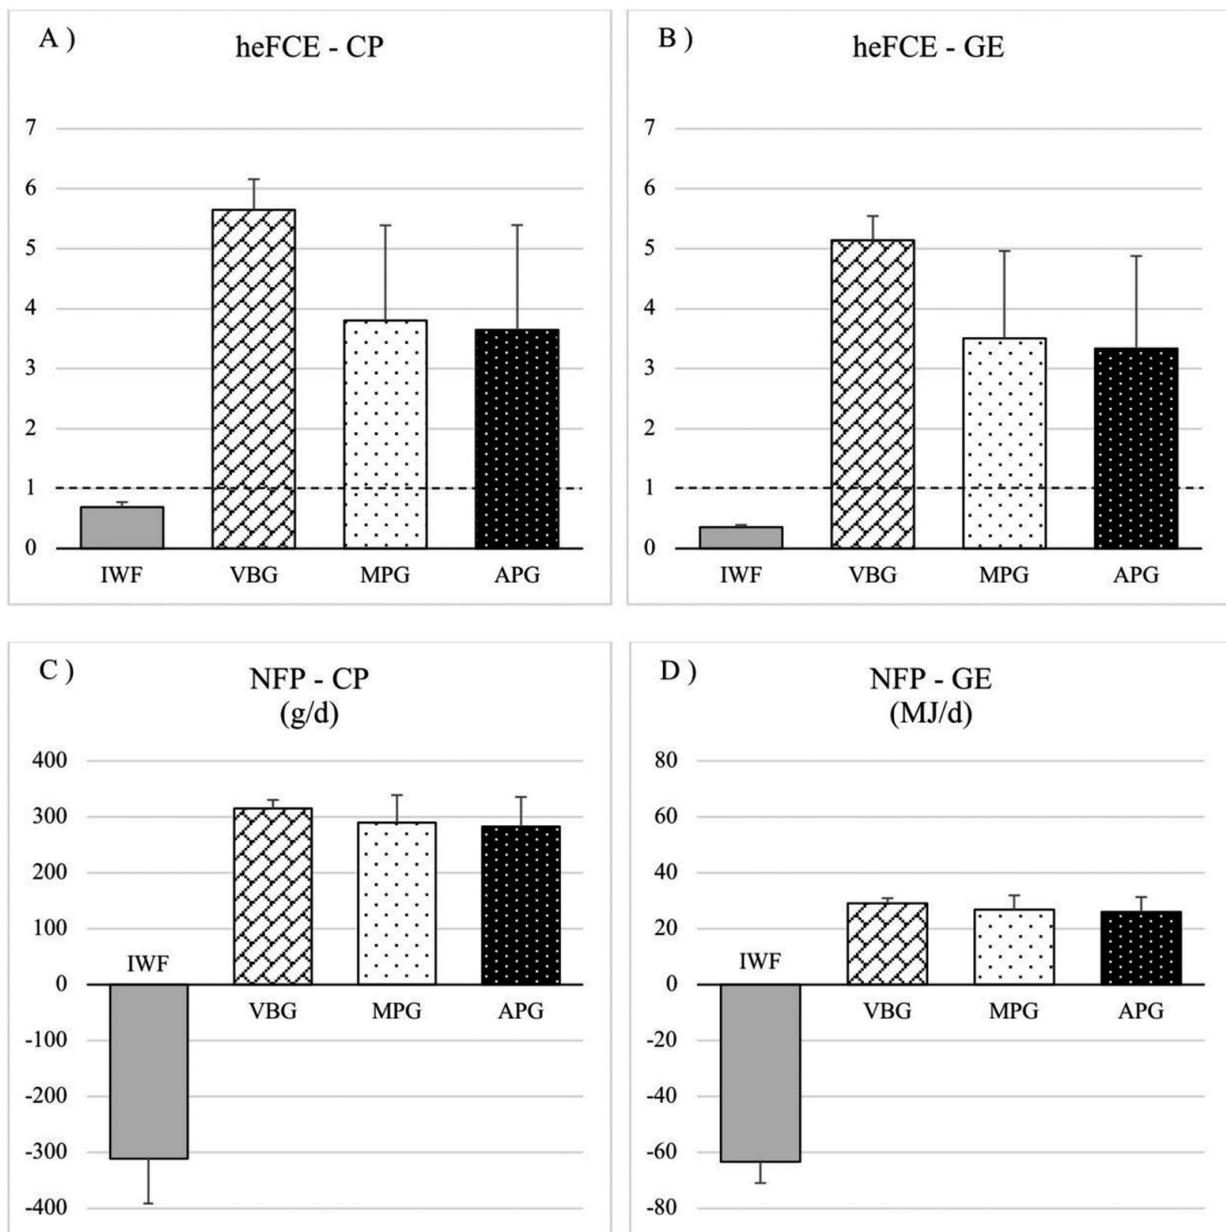 A )
heFCE - CP
7
6
5
4
3
2
1
0
IWF VBG MPG APG
B )
heFCE - GE
7
6
5
4
3
2
1
0
IWF VBG MPG APG
C )
NFP - CP
(g/d)
400
300
200
100
0
-100
-200
-300
-400
IWF
VBG MPG APG
D )
NFP - GE
(MJ/d)
80
60
40
20
0
-20
-40
-60
-80
IWF
VBG MPG APG